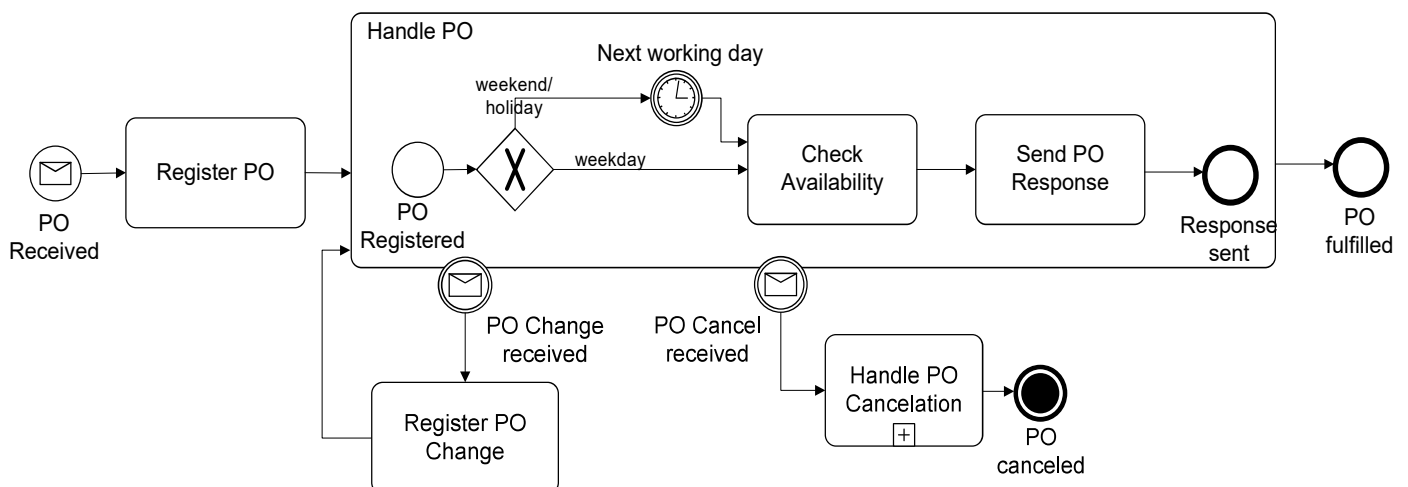 Handle PO
Next working day
weekend/
holiday
Register PO
Check
Availability
Send PO
Response
weekday
PO
Received
PO
Registered
Response
sent
PO
fulfilled
PO Change
received
PO Cancel
received
Handle PO
Cancelation
Register PO
Change
PO
canceled